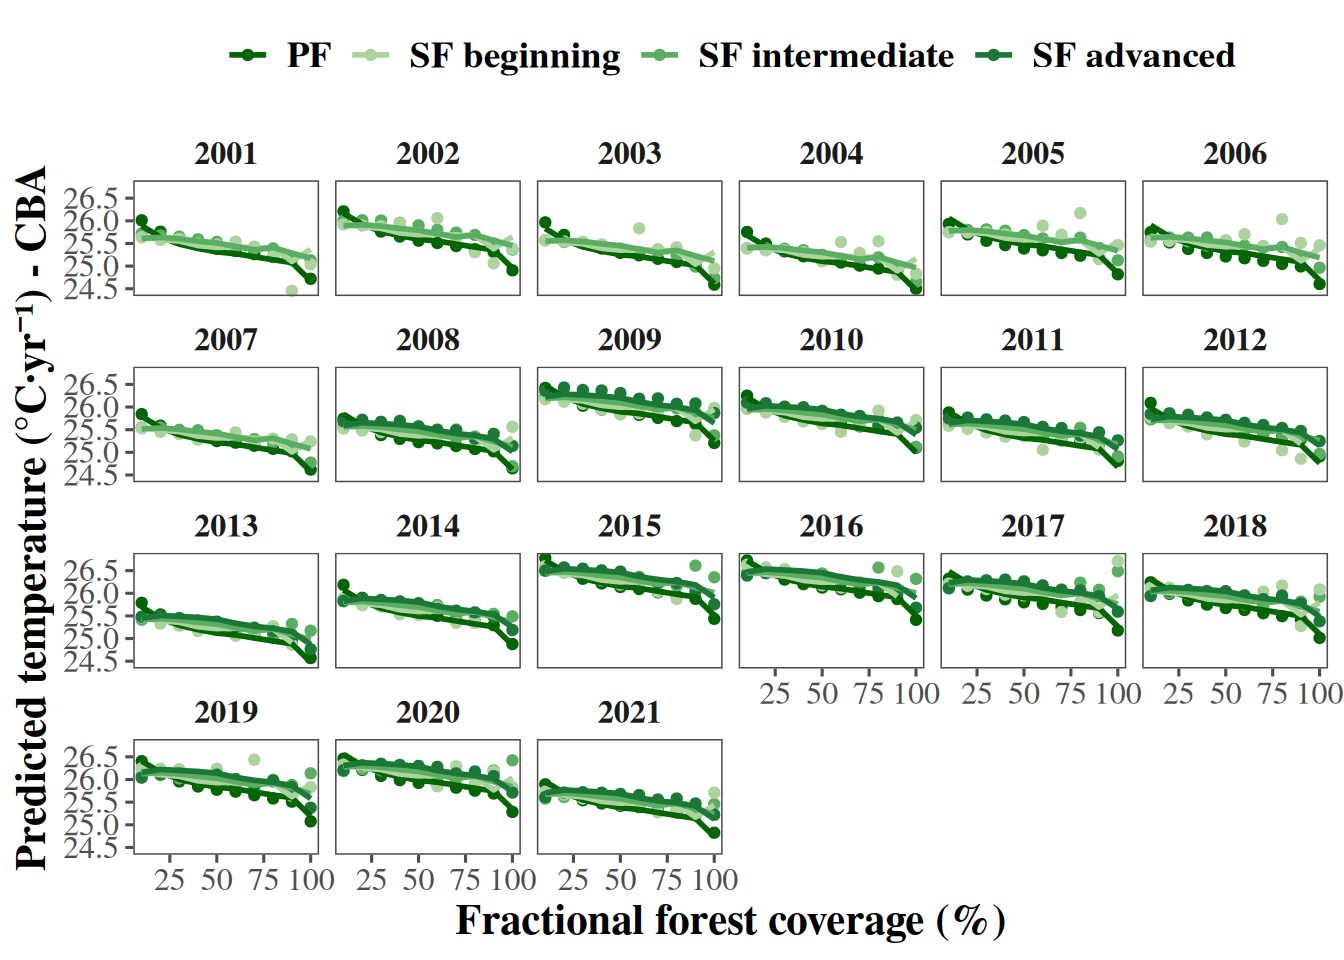 PF SF beginning SF intermediate SF advanced
2001 2002 2003 2004 2005 2006
26.5
26.0
25.5
25.0
24.5
2007 2008 2009 2010 2011 2012
26.5
26.0
25.5
25.0
24.5
2013 2014 2015 2016 2017 2018
26.5
26.0
25.5
25.0
24.5
25 50 75 100 25 50 75 100 25 50 75 100
2019 2020 2021
26.5
26.0
25.5
25.0
24.5
25 50 75 100 25 50 75 100 25 50 75 100
Fractional forest coverage (%)
Predicted temperature (°C·yr⁻¹) - CBA